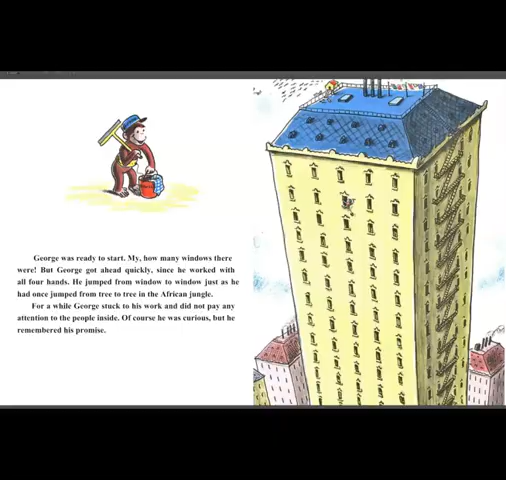 George was ready to start. My, how many windows there
were! But George got ahead quickly, since he worked with
all four hands. He jumped from window to window just as he
had once jumped from tree to tree in the African jungle.
For a while George stuck to his work and did not pay any
attention to the people inside. Of course he was curious, but he
remembered his promise.